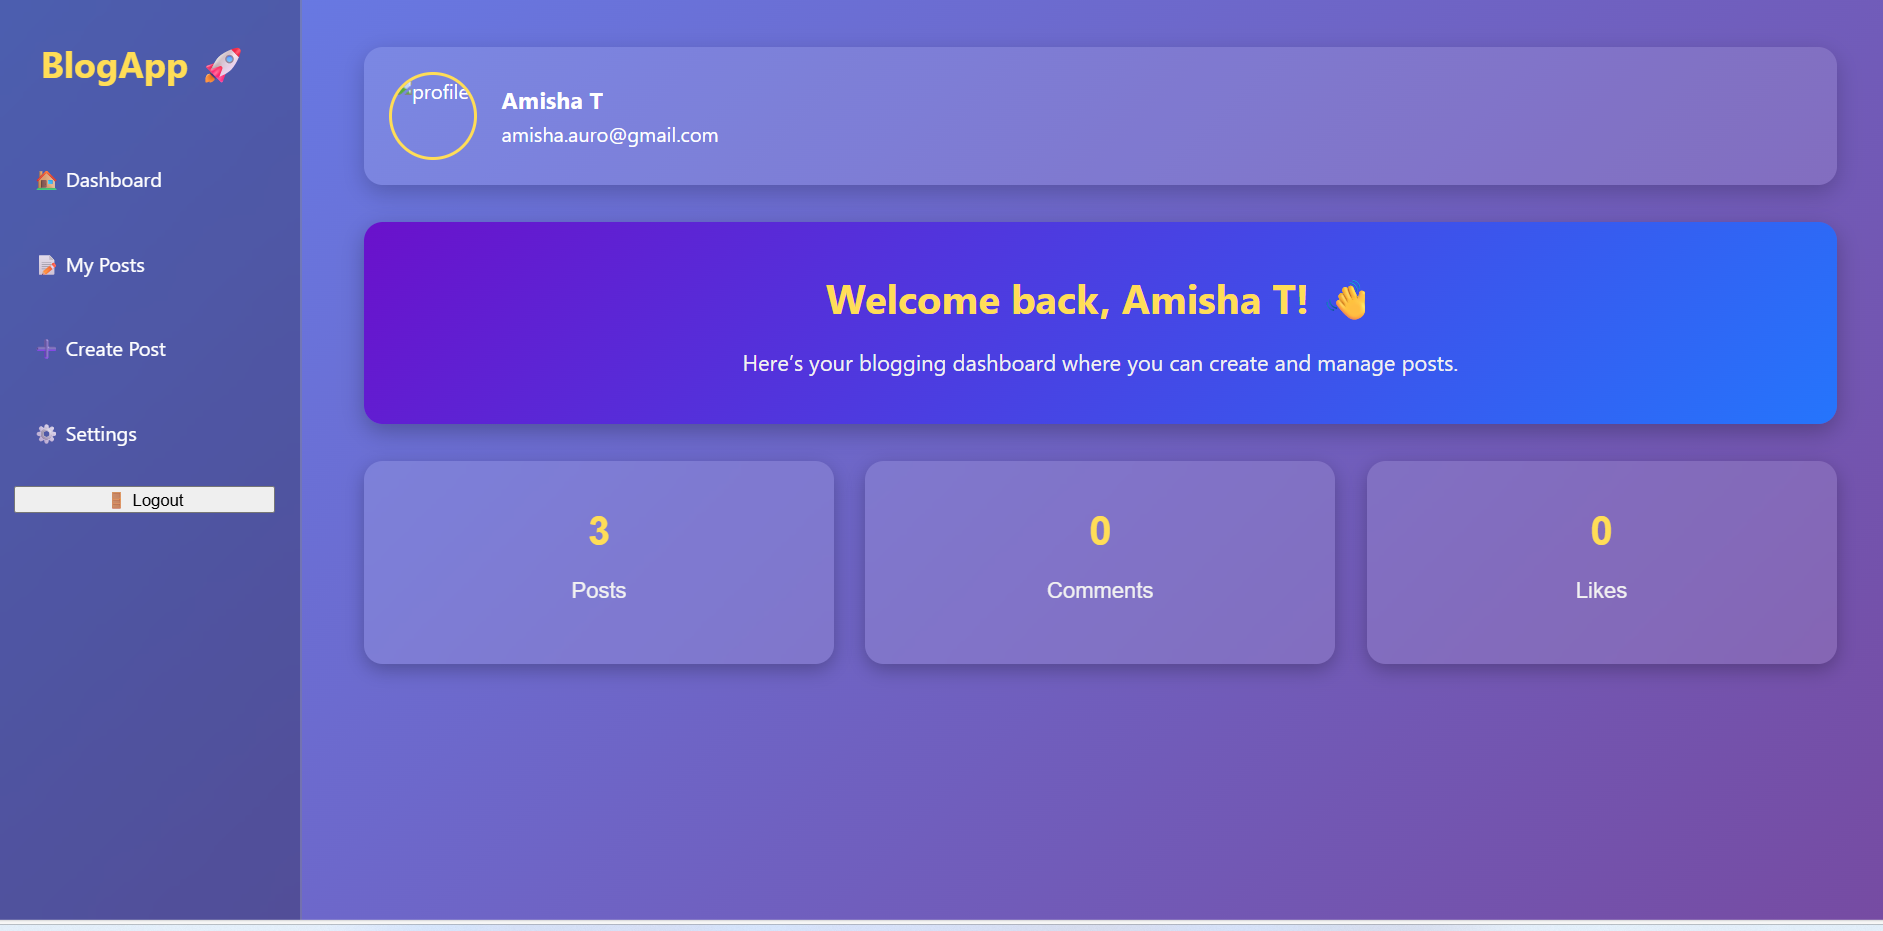 BlogApp 🚀
🏠 Dashboard
📝 My Posts
➕ Create Post
⚙️ Settings
🚪 Logout
profile
Amisha T
amisha.auro@gmail.com
Welcome back, Amisha T! 👋
Here’s your blogging dashboard where you can create and manage posts.
3
Posts
0
Comments
0
Likes